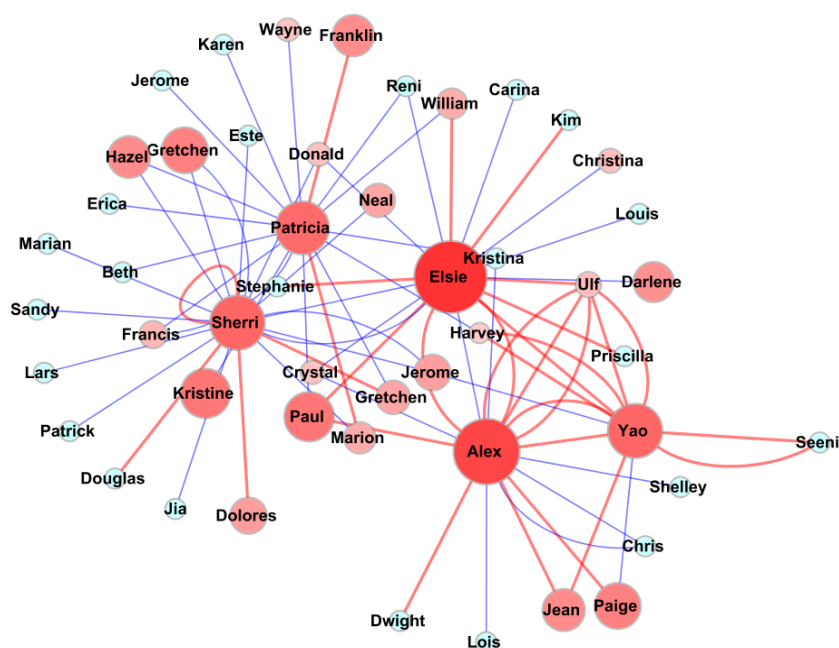 Wayne
Franklin
Karen
Jerome
Reni
William
Carina
Kim
Este
Hazel
Gretchen
Donald
Christina
Erica
Neal
Louis
Patricia
Marian
Beth
Kristina
Stephanie
Elsie
Ulf
Darlene
Sandy
Francis
Sherri
Harvey
Priscilla
Lars
Crystal
Jerome
Kristine
Gretchen
Paul
Patrick
Marion
Yao
Seeni
Alex
Douglas
Shelley
Jia
Dolores
Chris
Jean
Paige
Dwight
Lois